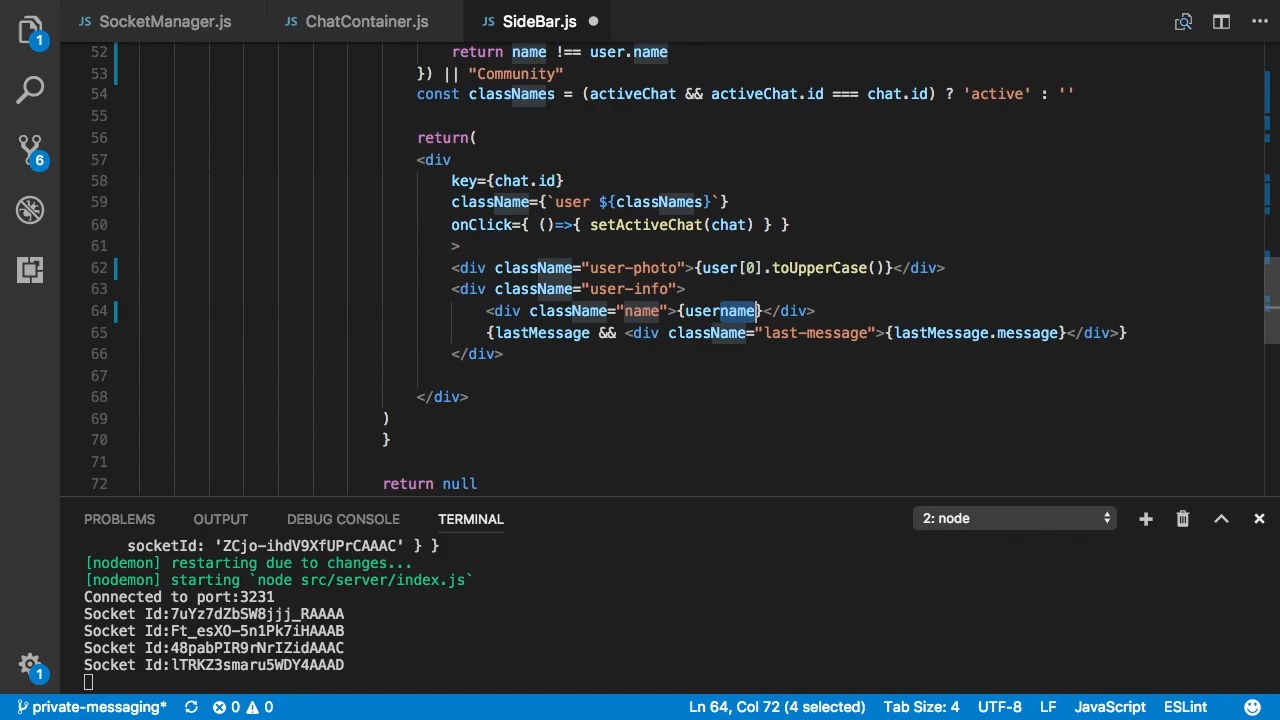 SocketManager.js
ChatContainer.js
SideBar.js
52 return name !== user.name
53 }) || "Community"
54 const classNames = (activeChat && activeChat.id === chat.id) ? 'active' : ''
55
56 return(
57 <div
58 key={chat.id}
59 className={`user ${classNames}`}
60 onClick={ ()=>{ setActiveChat(chat) } }
61 >
62 <div className="user-photo">{user[0].toUpperCase()}</div>
63 <div className="user-info">
64 <div className="name">{username}</div>
65 {lastMessage && <div className="last-message">{lastMessage.message}</div>}
66 </div>
67
68 </div>
69 )
70 }
71
72 return null
PROBLEMS OUTPUT DEBUG CONSOLE TERMINAL 2: node
socketId: 'ZCjo-ihdV9XfUPrCAAAC' } }
[nodemon] restarting due to changes...
[nodemon] starting `node src/server/index.js`
Connected to port:3231
Socket Id:7uYz7dZbSW8jjj_RAAAA
Socket Id:Ft_esXO-5n1Pk7iHAAAB
Socket Id:48pabPIR9rNrIZidAAAC
Socket Id:lTRKZ3smaru5WDY4AAAD
1
6
1
private-messaging* 0 0 Ln 64, Col 72 (4 selected) Tab Size: 4 UTF-8 LF JavaScript ESLint